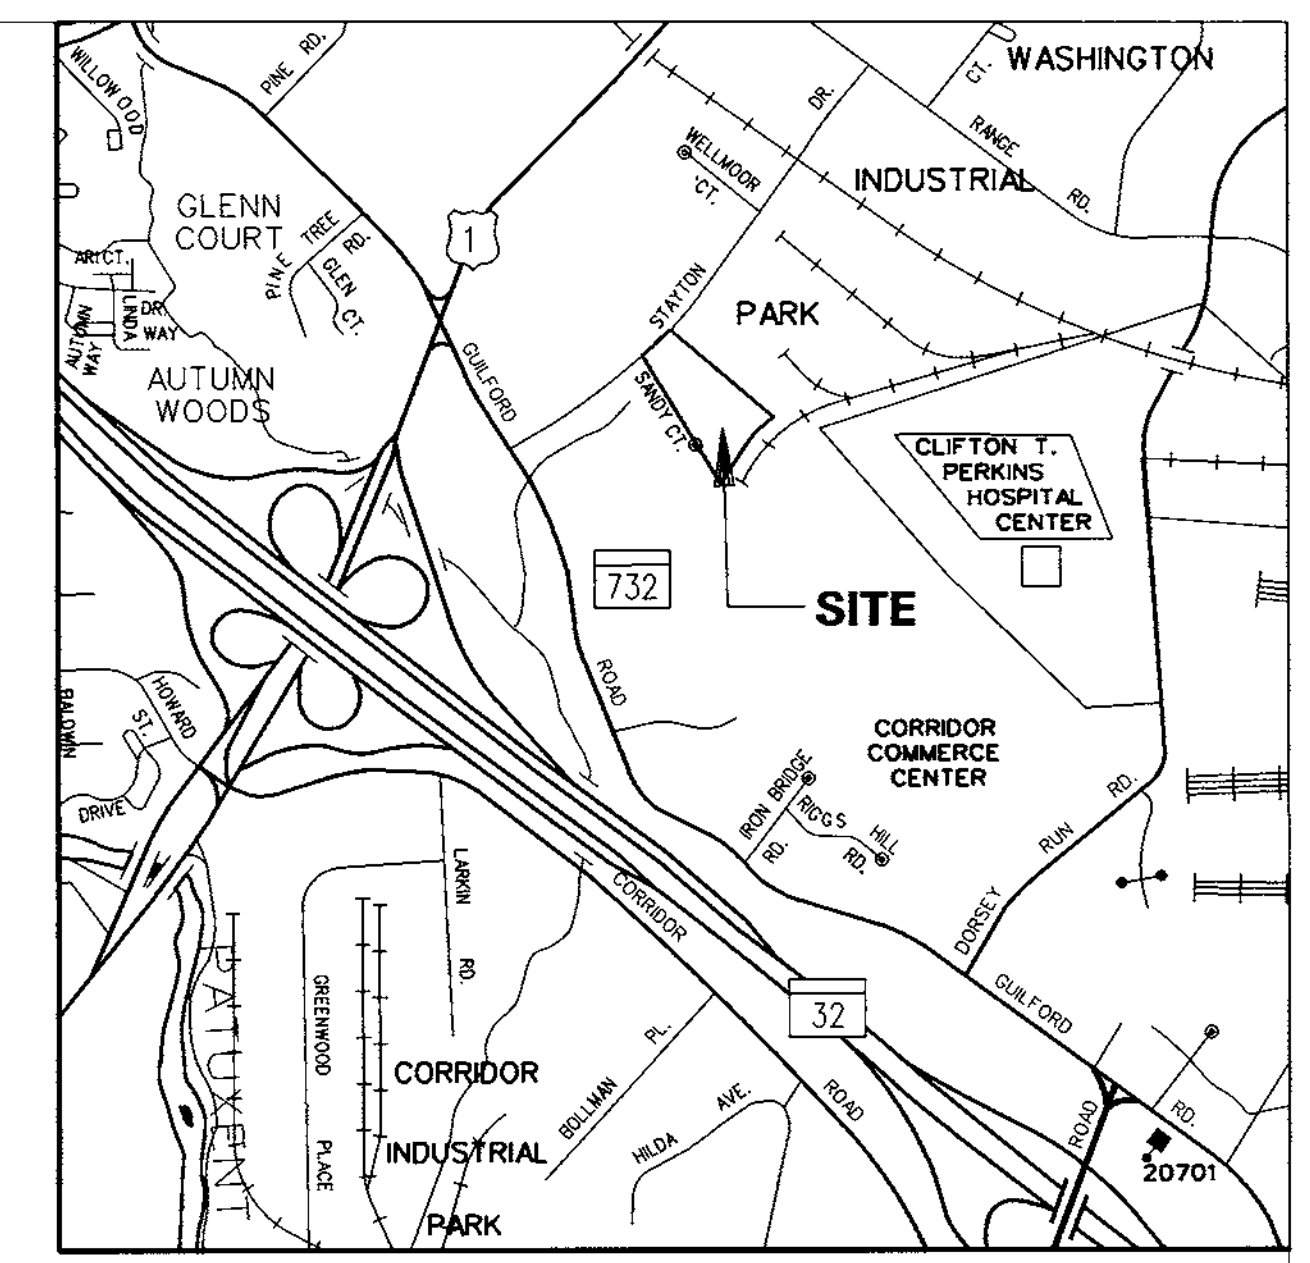 WASHINGTON
INDUSTRIAL
PARK
WILLOWOOD
PINE RD.
CT.
RANGE
RD.
DR.
WELLMOOR
CT.
STAYTON
GLENN
COURT
PINE TREE
RD.
GLEN CT.
1
ARI CT.
LINDA
DR.
WAY
AUTUMN
WAY
AUTUMN
WOODS
GUILFORD
SANDY CT.
CLIFTON T.
PERKINS
HOSPITAL
CENTER
732
SITE
ROAD
BALDWIN
HOWARD
ST.
DRIVE
CORRIDOR
COMMERCE
CENTER
IRON BRIDGE
RD.
RIGGS
HILL
RD.
RD.
RUN
DORSEY
LARKIN
RD.
CORRIDOR
GUILFORD
32
PATUXENT
GREENWOOD
PLACE
CORRIDOR
INDUSTRIAL
PARK
BOLLMAN
PL.
HILDA
AVE.
ROAD
ROAD
RD.
20701